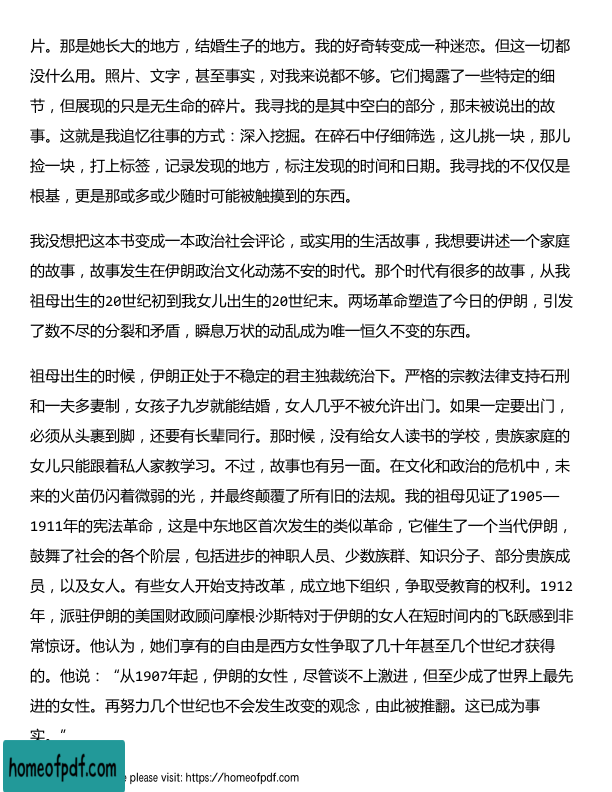 片。那是她长大的地方，结婚生子的地方。我的好奇转变成一种迷恋。但这一切都
没什么用。照片、文字，甚至事实，对我来说都不够。它们揭露了一些特定的细
节，但展现的只是无生命的碎片。我寻找的是其中空白的部分，那未被说出的故
事。这就是我追忆往事的方式：深入挖掘。在碎石中仔细筛选，这儿挑一块，那儿
捡一块，打上标签，记录发现的地方，标注发现的时间和日期。我寻找的不仅仅是
根基，更是那或多或少随时可能被触摸到的东西。
我没想把这本书变成一本政治社会评论，或实用的生活故事，我想要讲述一个家庭
的故事，故事发生在伊朗政治文化动荡不安的时代。那个时代有很多的故事，从我
祖母出生的20世纪初到我女儿出生的20世纪末。两场革命塑造了今日的伊朗，引发
了数不尽的分裂和矛盾，瞬息万状的动乱成为唯一恒久不变的东西。
祖母出生的时候，伊朗正处于不稳定的君主独裁统治下。严格的宗教法律支持石刑
和一夫多妻制，女孩子九岁就能结婚，女人几乎不被允许出门。如果一定要出门，
必须从头裹到脚，还要有长辈同行。那时候，没有给女人读书的学校，贵族家庭的
女儿只能跟着私人家教学习。不过，故事也有另一面。在文化和政治的危机中，未
来的火苗仍闪着微弱的光，并最终颠覆了所有旧的法规。我的祖母见证了1905—
1911年的宪法革命，这是中东地区首次发生的类似革命，它催生了一个当代伊朗，
鼓舞了社会的各个阶层，包括进步的神职人员、少数族群、知识分子、部分贵族成
员，以及女人。有些女人开始支持改革，成立地下组织，争取受教育的权利。1912
年，派驻伊朗的美国财政顾问摩根·沙斯特对于伊朗的女人在短时间内的飞跃感到非
常惊讶。他认为，她们享有的自由是西方女性争取了几十年甚至几个世纪才获得
的。他说：“从1907年起，伊朗的女性，尽管谈不上激进，但至少成了世界上最先
进的女性。再努力几个世纪也不会发生改变的观念，由此被推翻。这已成为事
实。”
homeofpdf.com
e please visit: https://homeofpdf.com